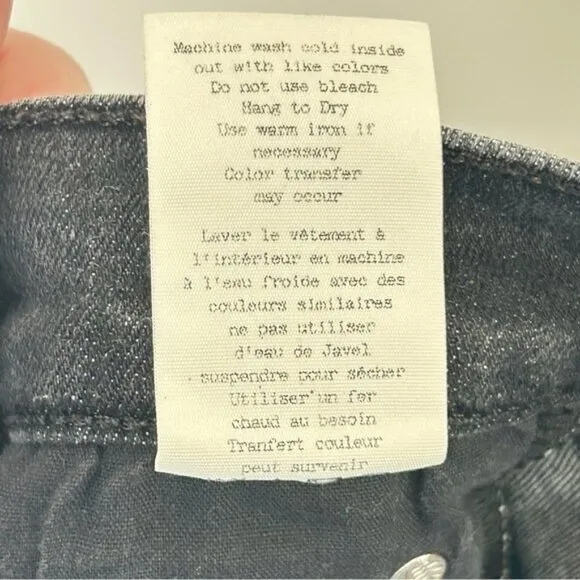 Machine wash cold inside
out with like colors
Do not use bleach
Hang to Dry
Use warm iron if
necessary
Color transfer
may occur
Laver le vêtement à
l'intérieur en machine
à l'eau froide avec des
couleurs similaires
ne pas utiliser
d'eau de Javel
suspendre pour sécher
Utiliser un fer
chaud au besoin
Tranfert couleur
peut survenir